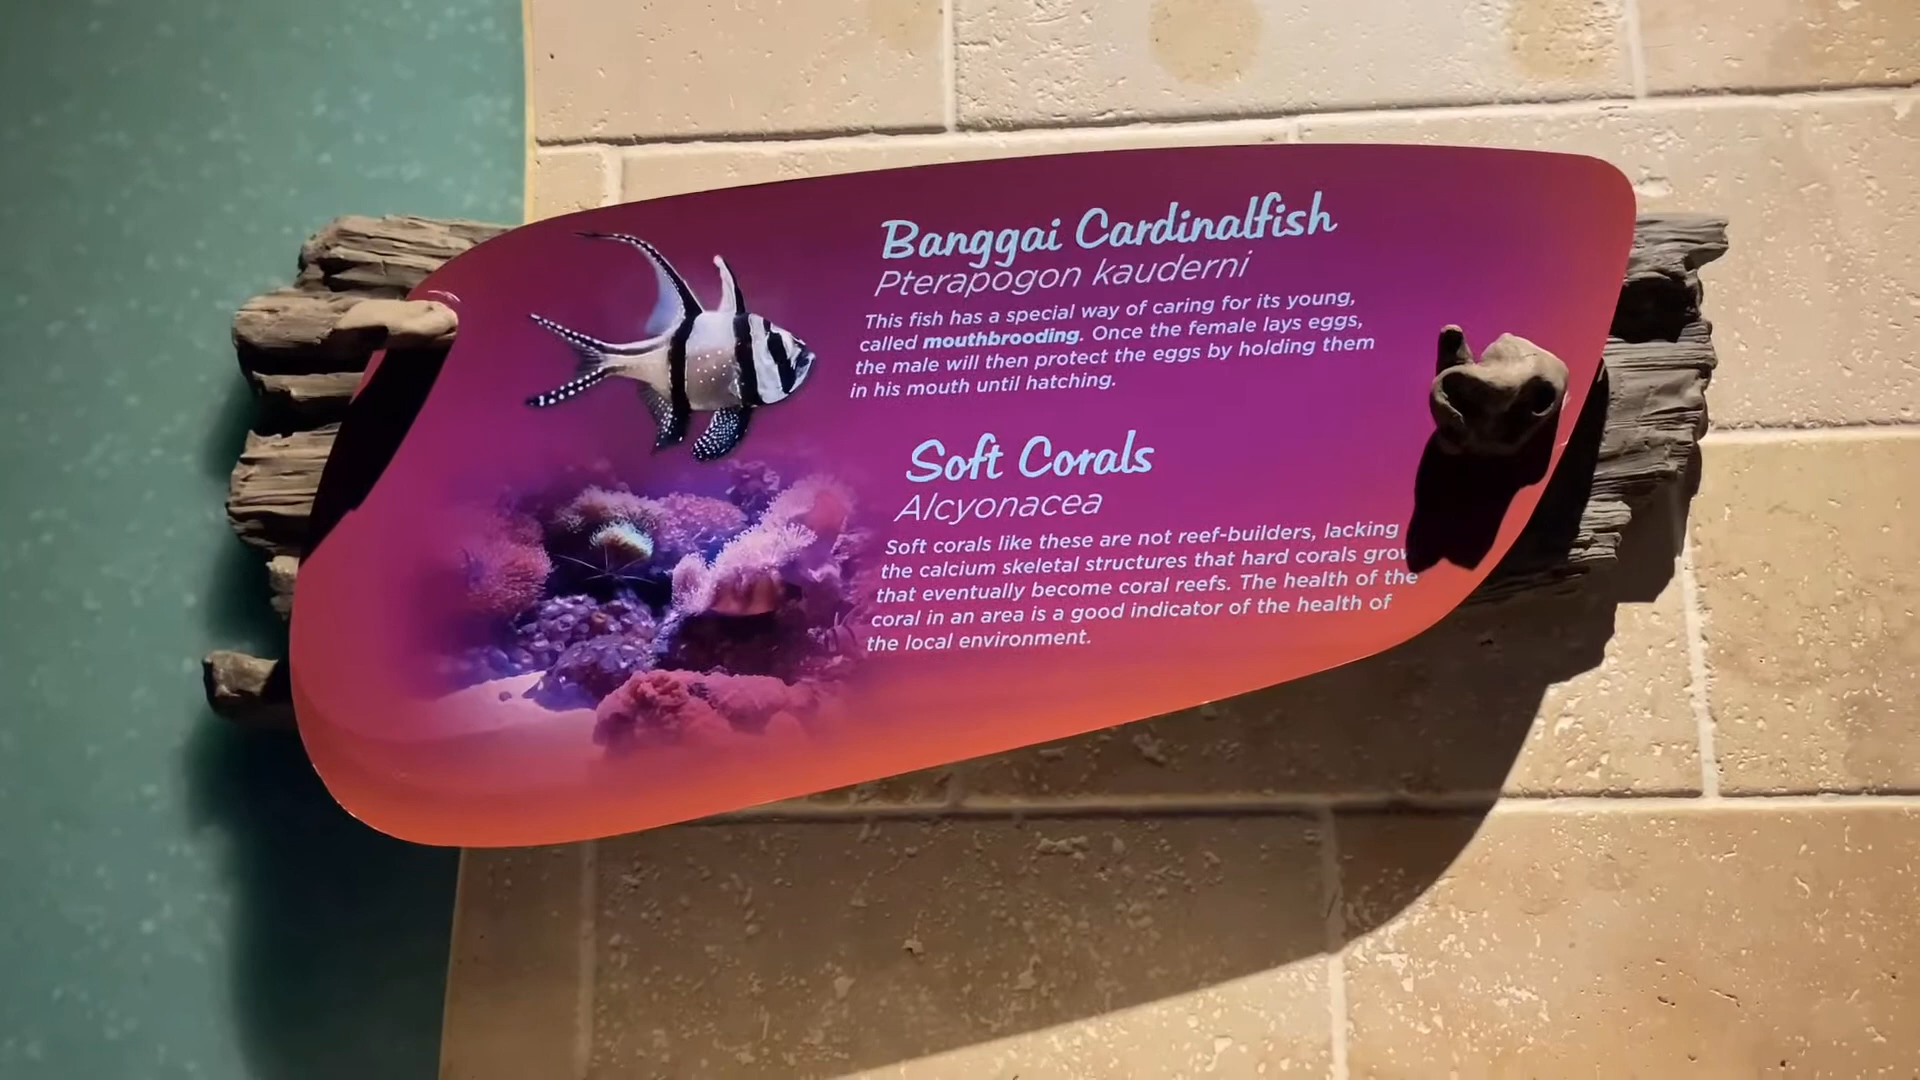 Banggai Cardinalfish
Pterapogon kauderni
This fish has a special way of caring for its young,
called mouthbrooding. Once the female lays eggs,
the male will then protect the eggs by holding them
in his mouth until hatching.
Soft Corals
Alcyonacea
Soft corals like these are not reef-builders, lacking
the calcium skeletal structures that hard corals grow
that eventually become coral reefs. The health of the
coral in an area is a good indicator of the health of
the local environment.